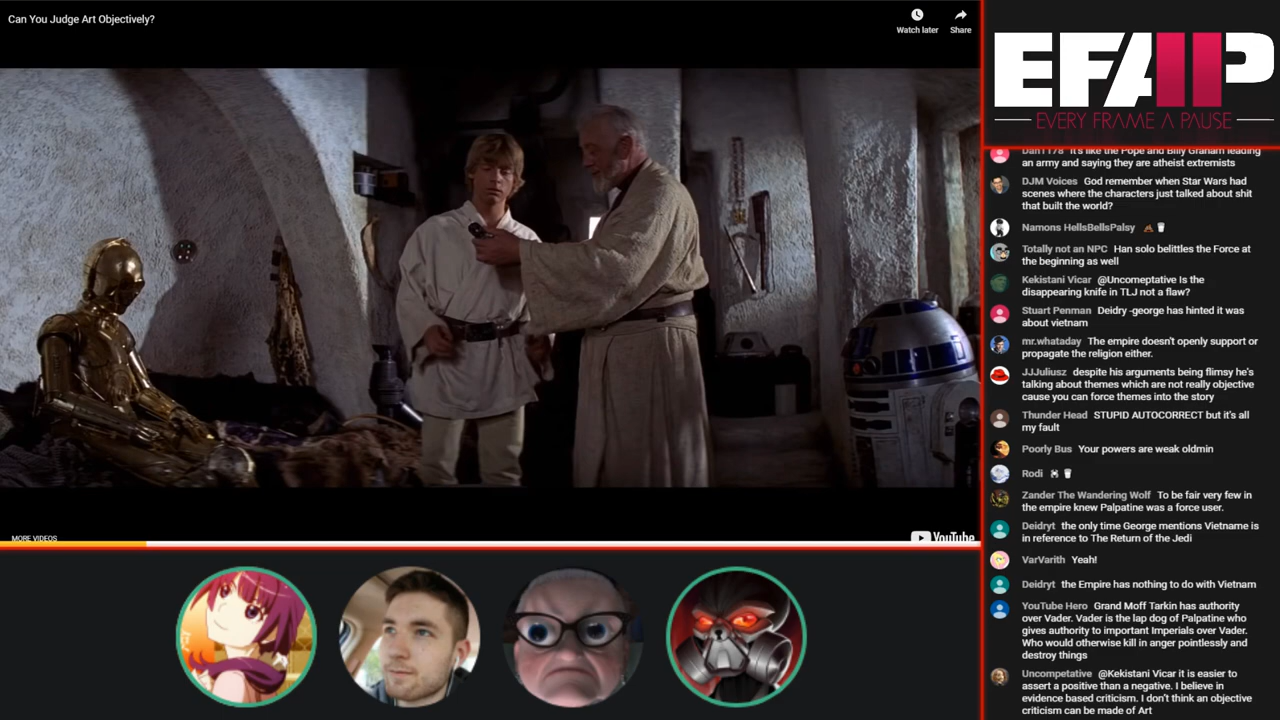 Can You Judge Art Objectively?
Watch later
Share
MORE VIDEOS
YouTube
EFAP
EVERY FRAME A PAUSE
Dan1178 It's like the Pope and Billy Graham leading
an army and saying they are atheist extremists
DJM Voices God remember when Star Wars had
scenes where the characters just talked about shit
that built the world?
Namons HellsBellsPalsy
Totally not an NPC Han solo belittles the Force at
the beginning as well
Kekistani Vicar @Uncompetative Is the
disappearing knife in TLJ not a flaw?
Stuart Penman Deidry -george has hinted it was
about vietnam
mr.whataday The empire doesn't openly support or
propagate the religion either.
JJJuliusz despite his arguments being flimsy he's
talking about themes which are not really objective
cause you can force themes into the story
Thunder Head STUPID AUTOCORRECT but it's all
my fault
Poorly Bus Your powers are weak oldmin
Rodi
Zander The Wandering Wolf To be fair very few in
the empire knew Palpatine was a force user.
Deidryt the only time George mentions Vietname is
in reference to The Return of the Jedi
VarVarith Yeah!
Deidryt the Empire has nothing to do with Vietnam
YouTube Hero Grand Moff Tarkin has authority
over Vader. Vader is the lap dog of Palpatine who
gives authority to important Imperials over Vader.
Who would otherwise kill in anger pointlessly and
destroy things
Uncompetative @Kekistani Vicar it is easier to
assert a positive than a negative. I believe in
evidence based criticism. I don't think an objective
criticism can be made of Art